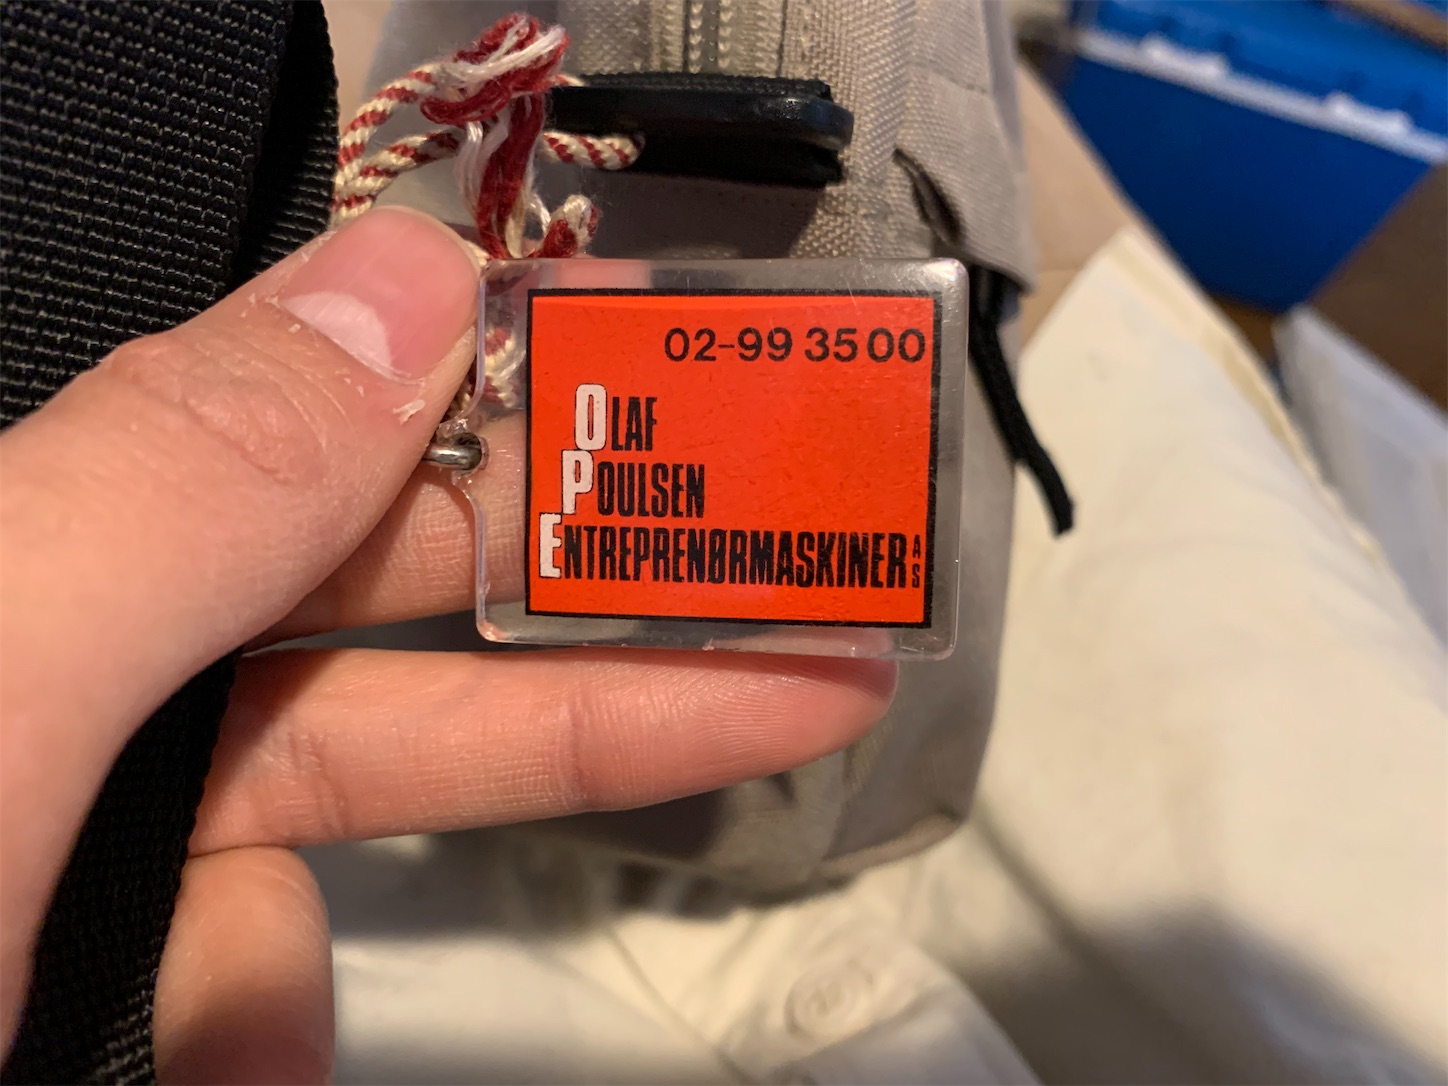 02-99 35 00
OLAF
POULSEN
ENTREPRENØRMASKINER AS